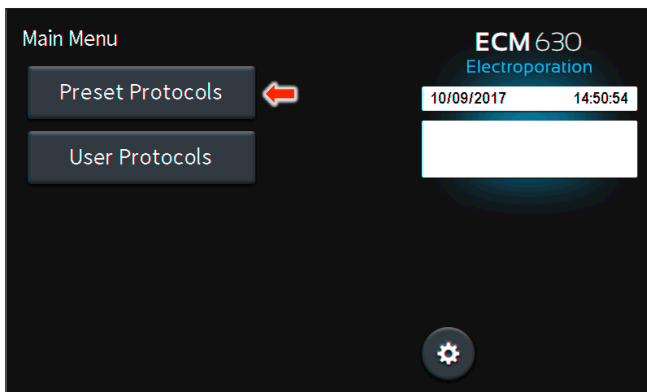 Main Menu
Preset Protocols
User Protocols
ECM 630
Electroporation
10/09/2017 14:50:54